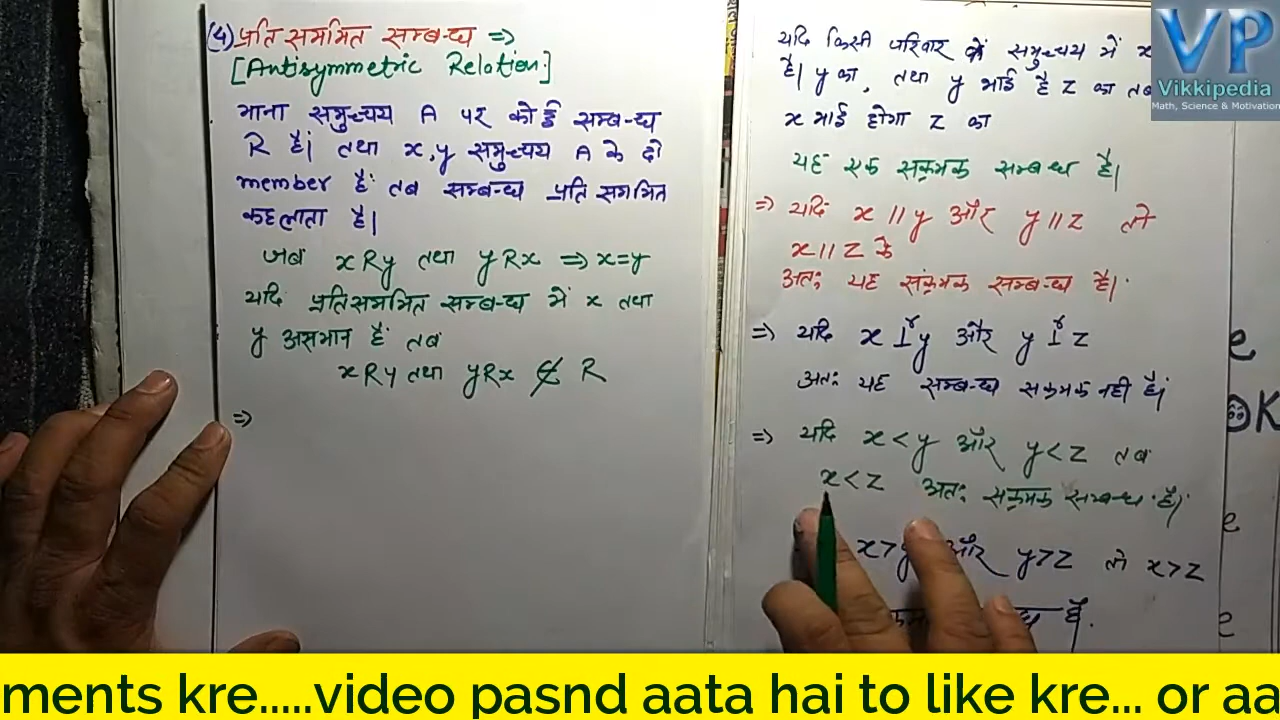 (4) प्रतिसममित सम्बन्ध ⇒
[Antisymmetric Relation]
माना समुच्चय A पर कोई सम्बन्ध
R है। तथा x,y समुच्चय A के दो
member हैं तब सम्बन्ध प्रतिसममित
कहलाता है।
जब xRy तथा yRx ⇒ x=y
यदि प्रतिसममित सम्बन्ध में x तथा
y असमान हैं तब
xRy तथा yRx ⊄ R
⇒
यदि किसी परिवार के समुच्चय में x
है। y का, तथा y भाई है z का तब
x भाई होगा z का
यह एक सक्रमक सम्बन्ध है।
⇒ यदि x || y और y || z तो
x || z के
अतः यह संक्रमक सम्बन्ध है।
⇒ यदि x ⊥r y और y ⊥r z
अतः यह सम्बन्ध सक्रमक नही है।
⇒ यदि x < y और y < z तब
x < z अतः सक्रमक सम्बन्ध है।
x > y और y > z तो x > z
है.
e
OK
e
e
VP
Vikkipedia
Math, Science & Motivation
ments kre.....video pasnd aata hai to like kre... or aa